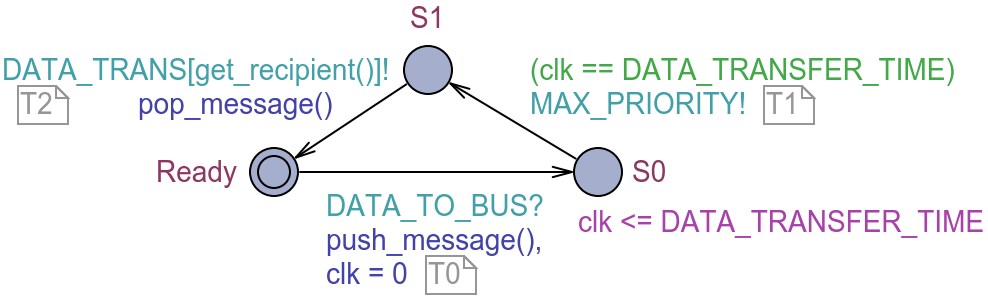 S1
DATA_TRANS[get_recipient()]!
T2
pop_message()
(clk == DATA_TRANSFER_TIME)
MAX_PRIORITY!
T1
Ready
S0
DATA_TO_BUS?
push_message(),
clk = 0
T0
clk <= DATA_TRANSFER_TIME